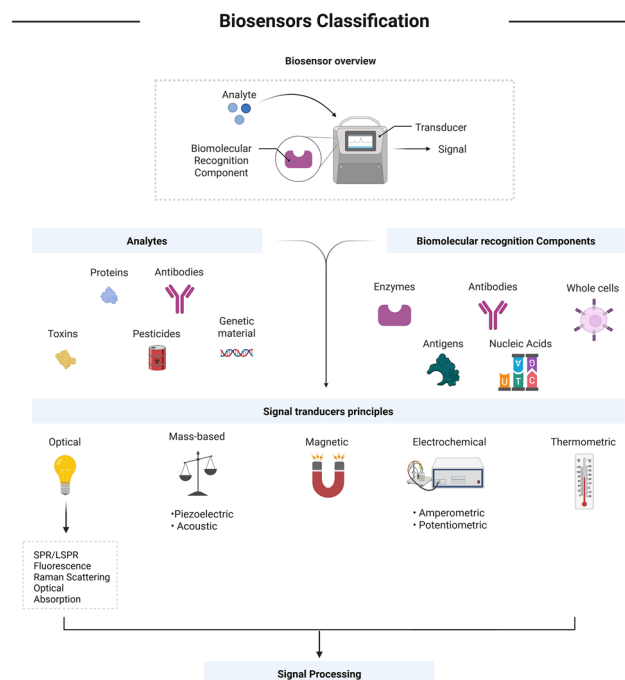 Biosensors Classification
Biosensor overview
Analyte
Transducer
Biomolecular
Recognition
Component
Signal
Analytes
Biomolecular recognition Components
Proteins
Antibodies
Toxins
Pesticides
Genetic
material
Enzymes
Antibodies
Whole cells
Antigens
Nucleic Acids
A G
U T C
Signal tranducers principles
Optical
Mass-based
Magnetic
Electrochemical
Thermometric
•Piezoelectric
• Acoustic
• Amperometric
• Potentiometric
°F °C
SPR/LSPR
Fluorescence
Raman Scattering
Optical
Absorption
Signal Processing